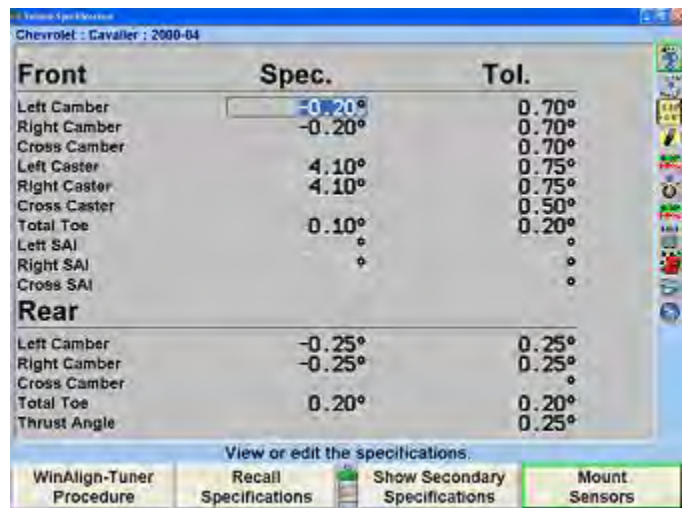 Vehicle Specifications
Chevrolet : Cavalier : 2000-04
Front Spec. Tol.
Left Camber -0.20° 0.70°
Right Camber -0.20° 0.70°
Cross Camber 0.70°
Left Caster 4.10° 0.75°
Right Caster 4.10° 0.75°
Cross Caster 0.50°
Total Toe 0.10° 0.20°
Left SAI ° °
Right SAI ° °
Cross SAI °
Rear
Left Camber -0.25° 0.25°
Right Camber -0.25° 0.25°
Cross Camber °
Total Toe 0.20° 0.20°
Thrust Angle 0.25°
View or edit the specifications.
WinAlign-Tuner Procedure
Recall Specifications
Show Secondary Specifications
Mount Sensors